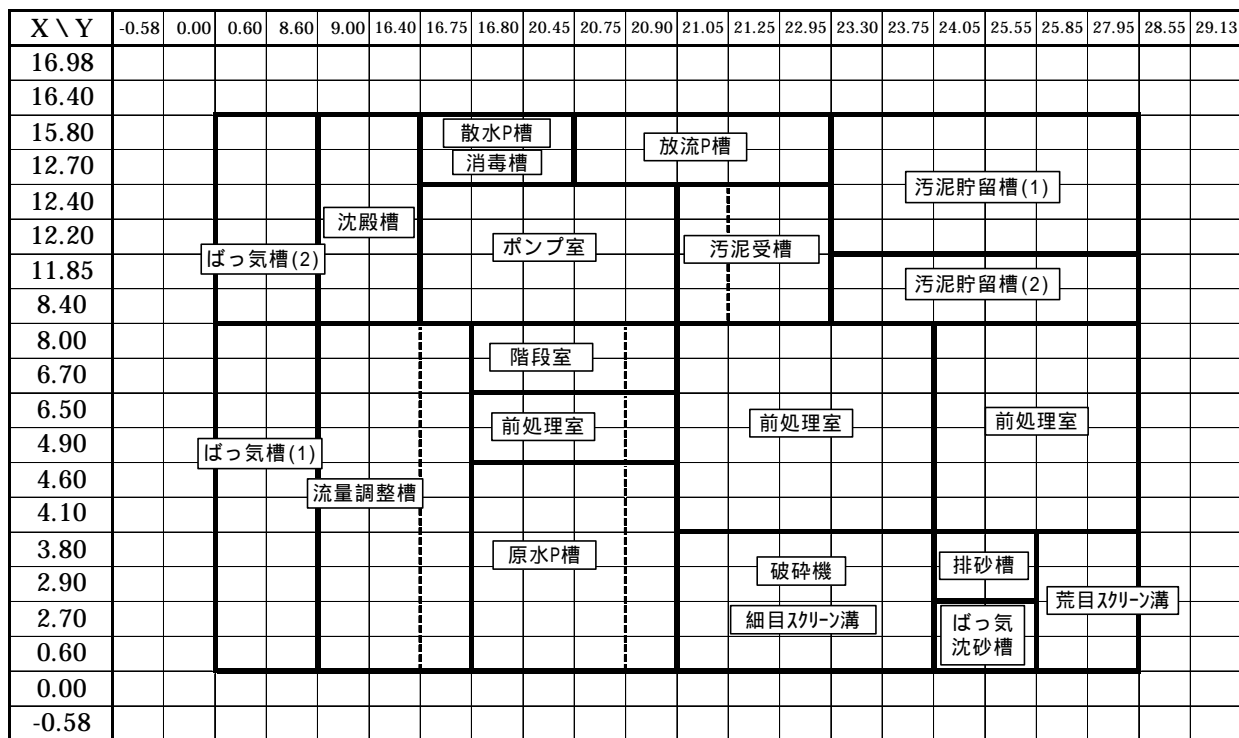 X \ Y -0.58 0.00 0.60 8.60 9.00 16.40 16.75 16.80 20.45 20.75 20.90 21.05 21.25 22.95 23.30 23.75 24.05 25.55 25.85 27.95 28.55 29.13
16.98
16.40
15.80
12.70
12.40
12.20
11.85
8.40
8.00
6.70
6.50
4.90
4.60
4.10
3.80
2.90
2.70
0.60
0.00
-0.58
散水P槽
消毒槽
放流P槽
汚泥貯留槽(1)
沈殿槽
ポンプ室
汚泥受槽
ばっ気槽(2)
汚泥貯留槽(2)
階段室
前処理室
前処理室
前処理室
ばっ気槽(1)
流量調整槽
原水P槽
破砕機
細目スクリーン溝
排砂槽
荒目スクリーン溝
ばっ気
沈砂槽